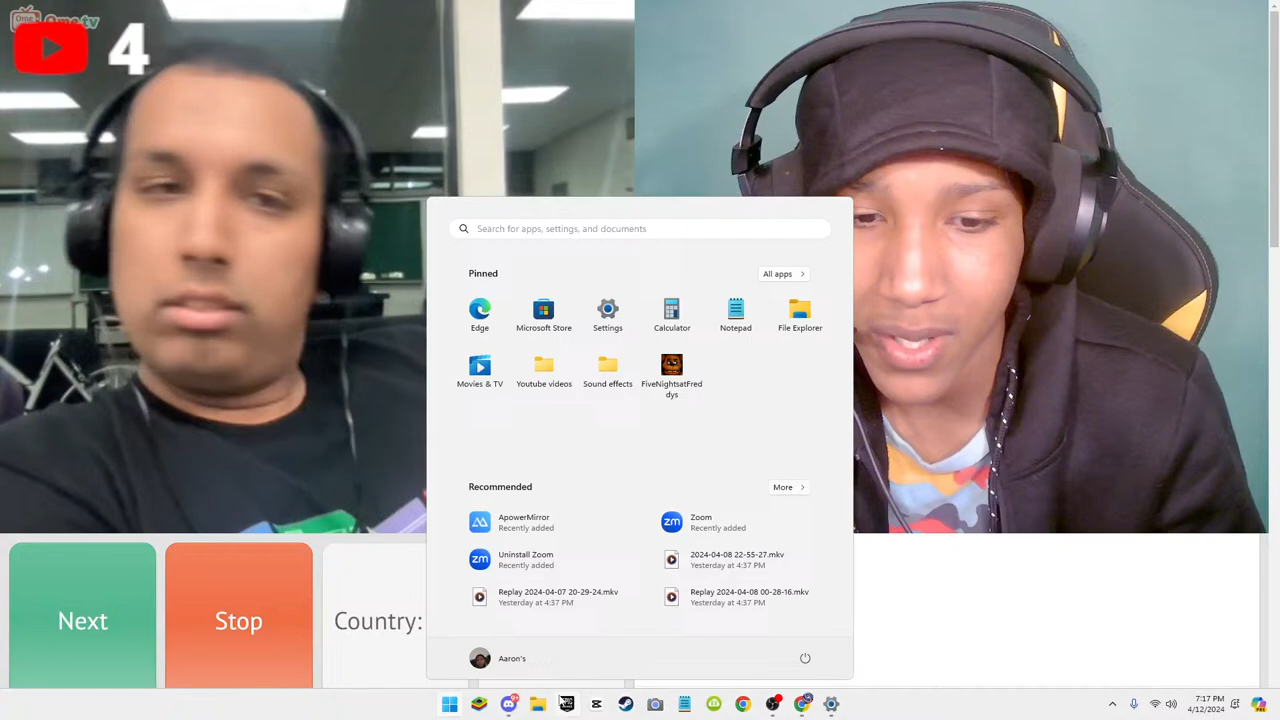 Ome.tv
4
Search for apps, settings, and documents
Pinned
All apps
Edge
Microsoft Store
Settings
Calculator
Notepad
File Explorer
Movies & TV
Youtube videos
Sound effects
FiveNightsatFred
dys
Recommended
More
ApowerMirror
Recently added
Zoom
Recently added
Uninstall Zoom
Recently added
2024-04-08 22-55-27.mkv
Yesterday at 4:37 PM
Replay 2024-04-07 20-29-24.mkv
Yesterday at 4:37 PM
Replay 2024-04-08 00-28-16.mkv
Yesterday at 4:37 PM
Next
Stop
Country:
Aaron's
7:17 PM
4/12/2024